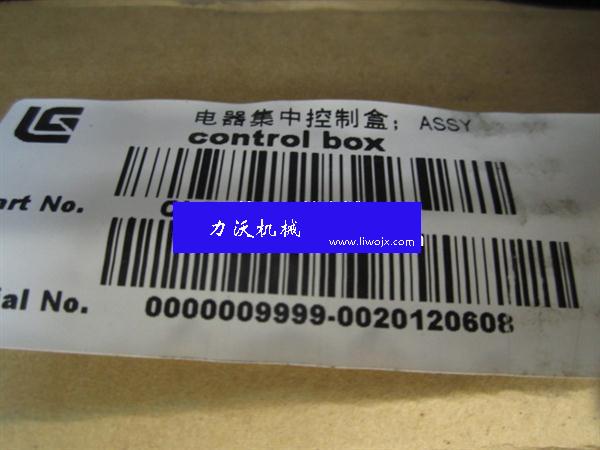 LG
电器集中控制盒; ASSY
control box
art No.
力沃机械
www.liwojx.com
ial No.
0000009999-0020120608